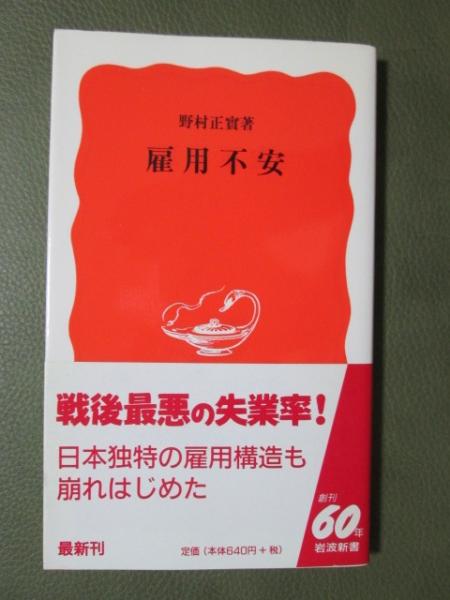 野村正實著
雇用不安
戦後最悪の失業率!
日本独特の雇用構造も
崩れはじめた
最新刊
定価(本体640円+税)
創刊
60年
岩波新書